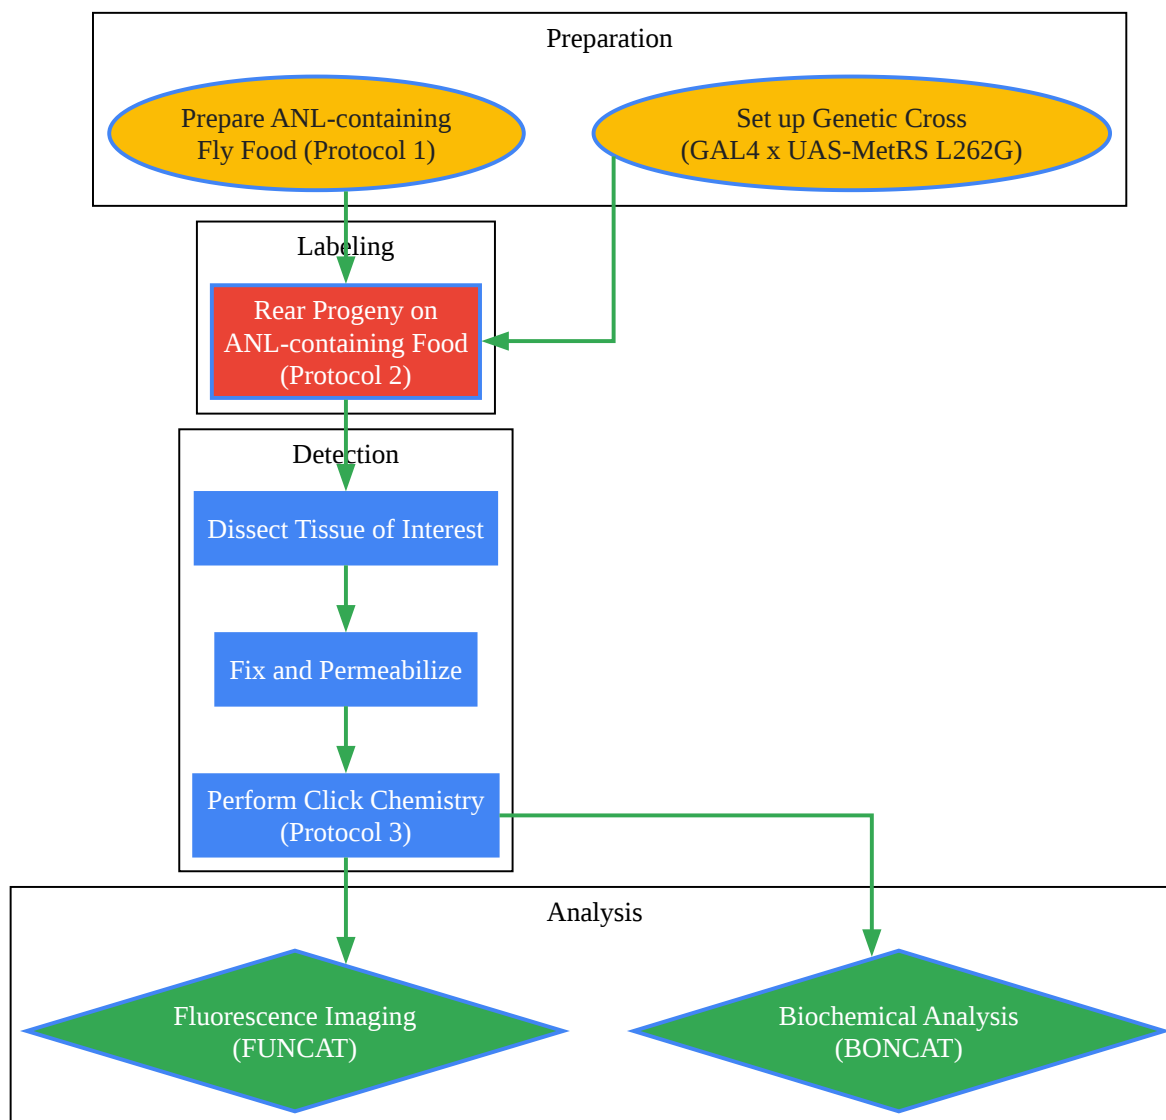 Preparation
Prepare ANL-containing
Fly Food (Protocol 1)
Set up Genetic Cross
(GAL4 x UAS-MetRS L262G)
Labeling
Rear Progeny on
ANL-containing Food
(Protocol 2)
Detection
Dissect Tissue of Interest
Fix and Permeabilize
Perform Click Chemistry
(Protocol 3)
Analysis
Fluorescence Imaging
(FUNCAT)
Biochemical Analysis
(BONCAT)